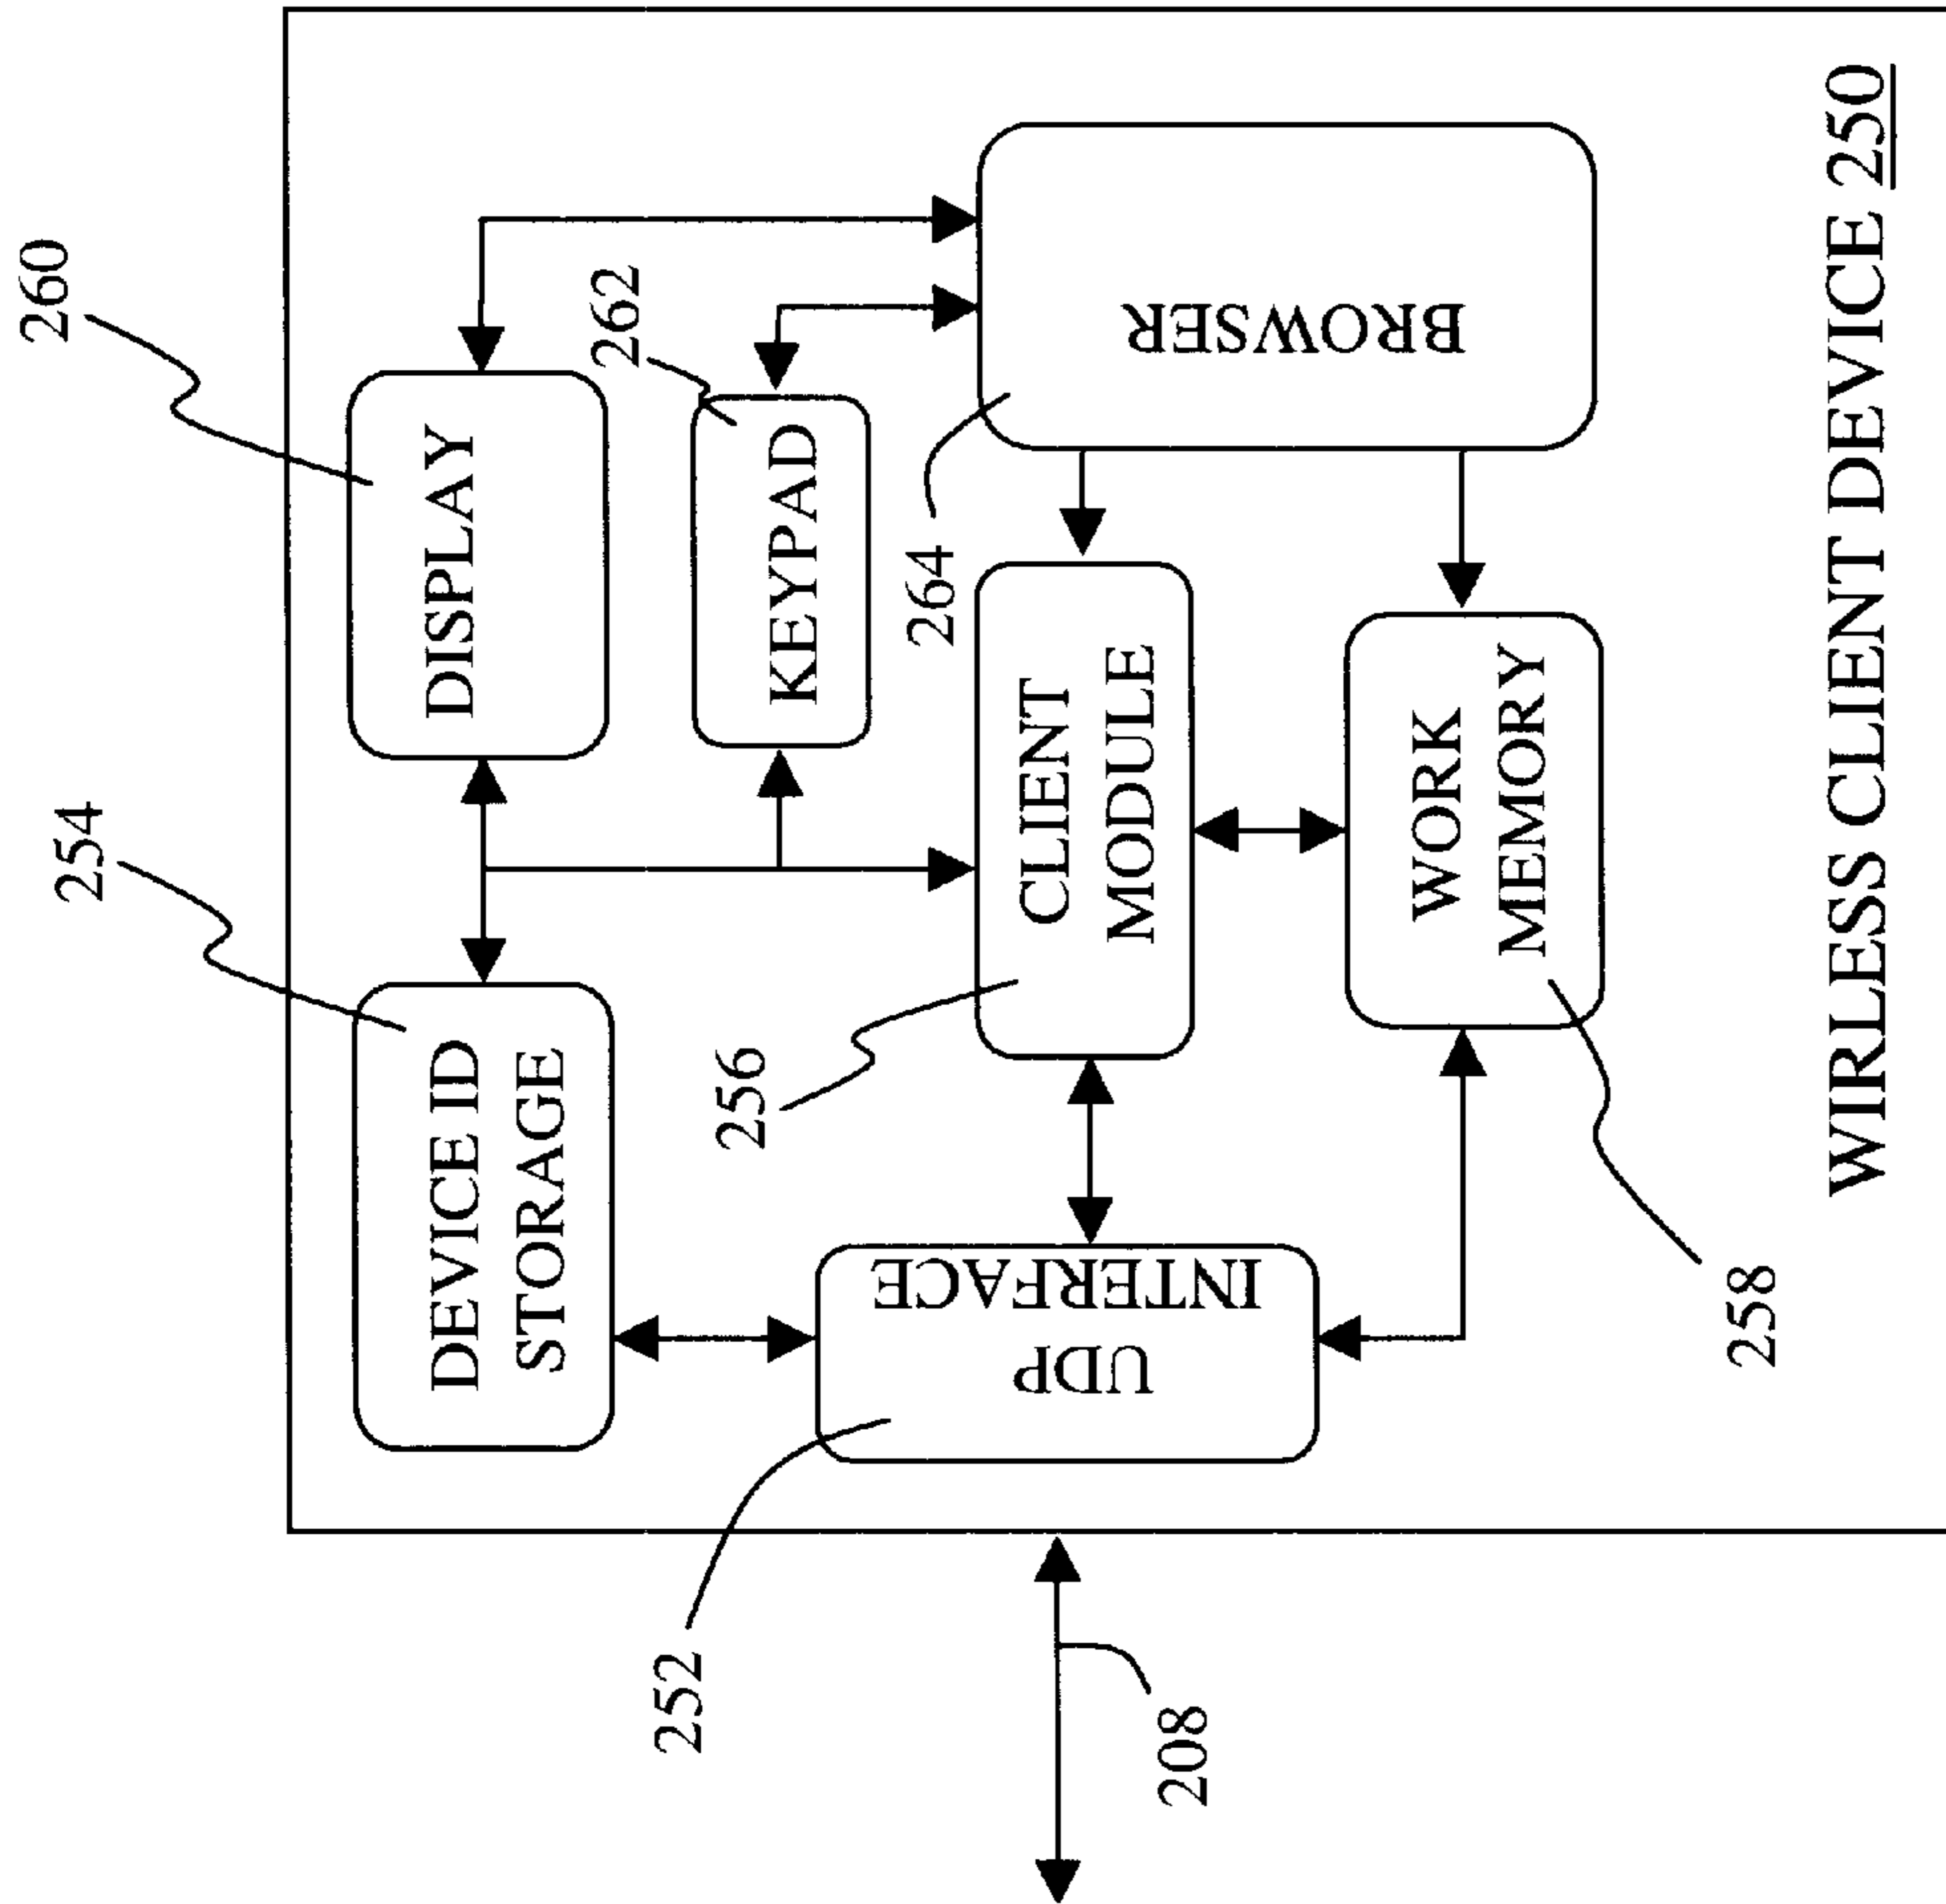 260
254
DISPLAY
DEVICE ID
STORAGE
262
KEYPAD
264
BROWSER
256
CLIENT
MODULE
UDP
INTERFACE
252
WORK
MEMORY
208
258
WIRLESS CLIENT DEVICE 250